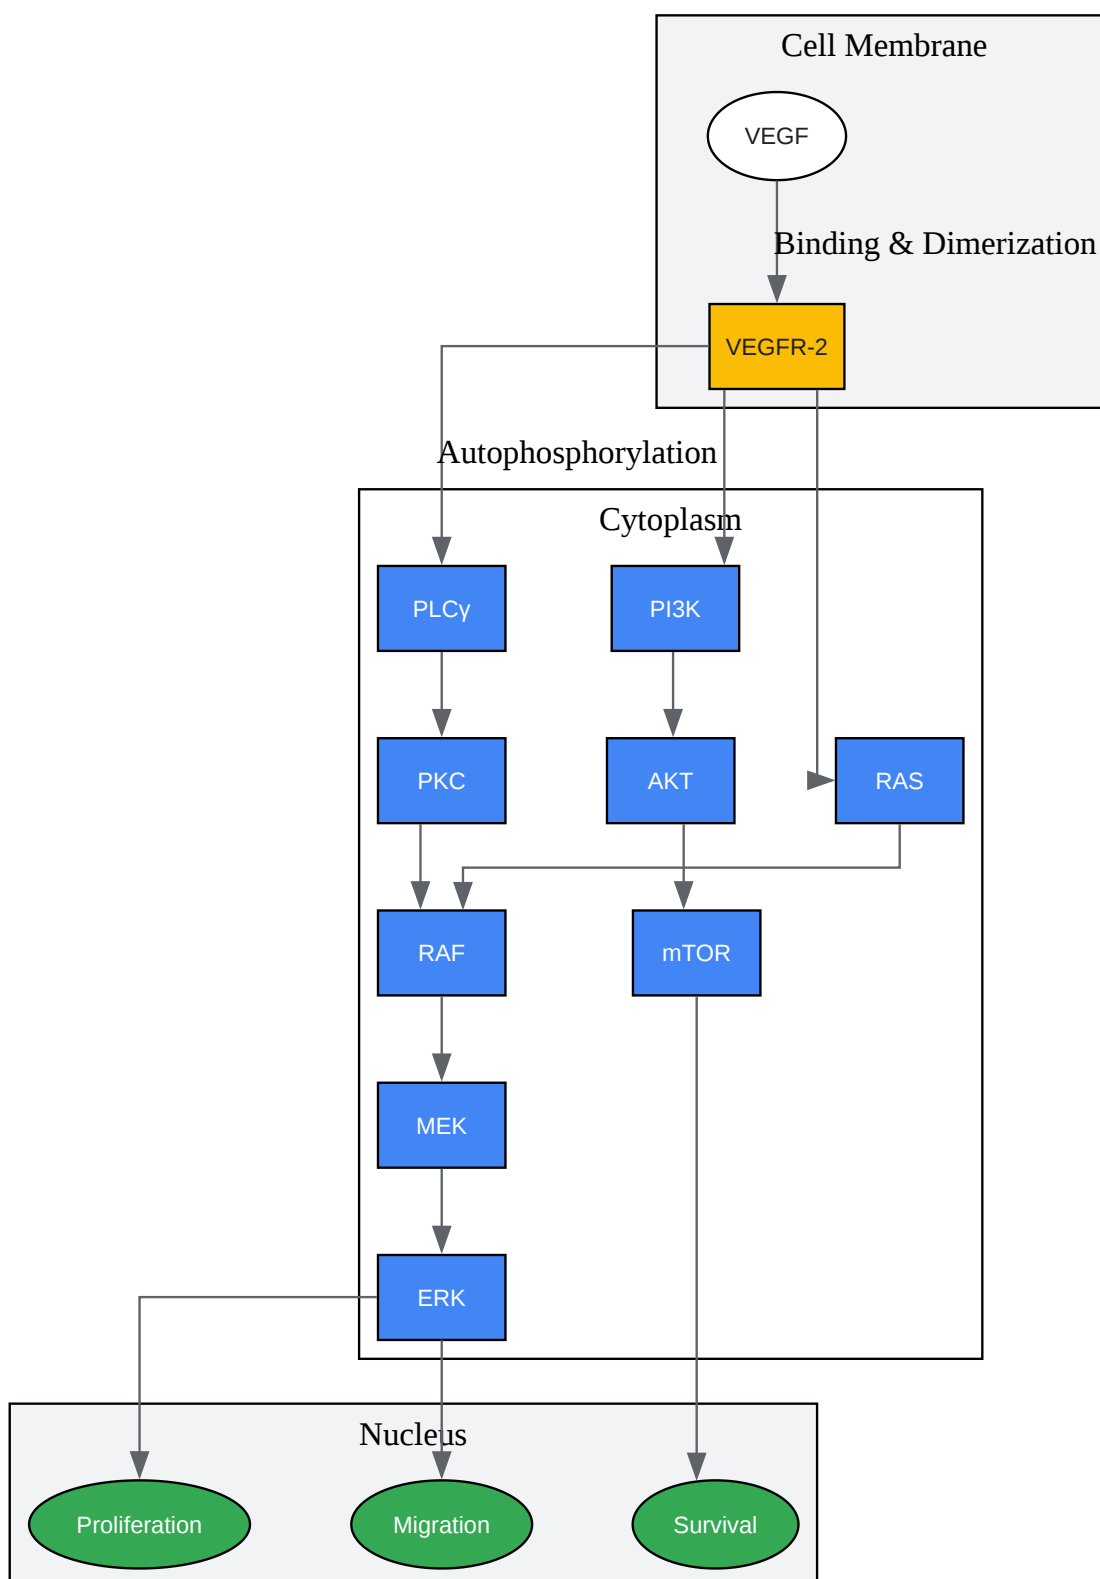 Cell Membrane
VEGF
Binding & Dimerization
VEGFR-2
Autophosphorylation
Cytoplasm
PLCγ
PI3K
PKC
AKT
RAS
RAF
mTOR
MEK
ERK
Nucleus
Proliferation
Migration
Survival